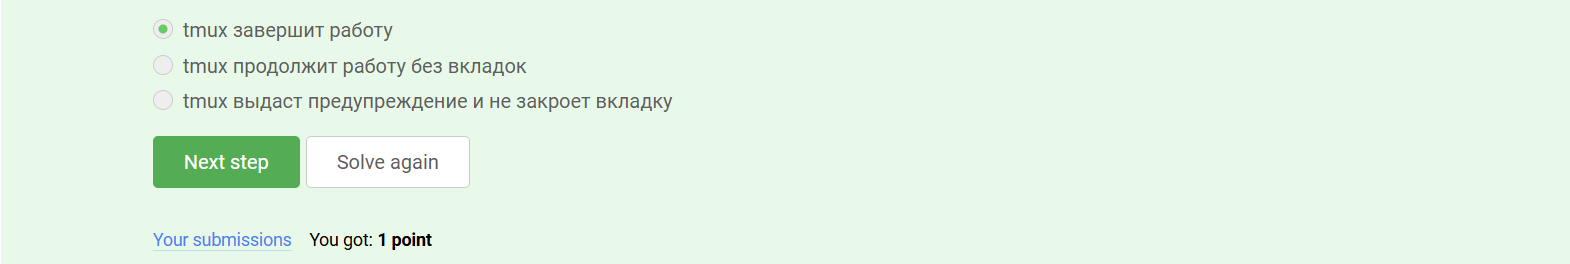 tmux завершит работу
tmux продолжит работу без вкладок
tmux выдаст предупреждение и не закроет вкладку
Next step Solve again
Your submissions You got: 1 point